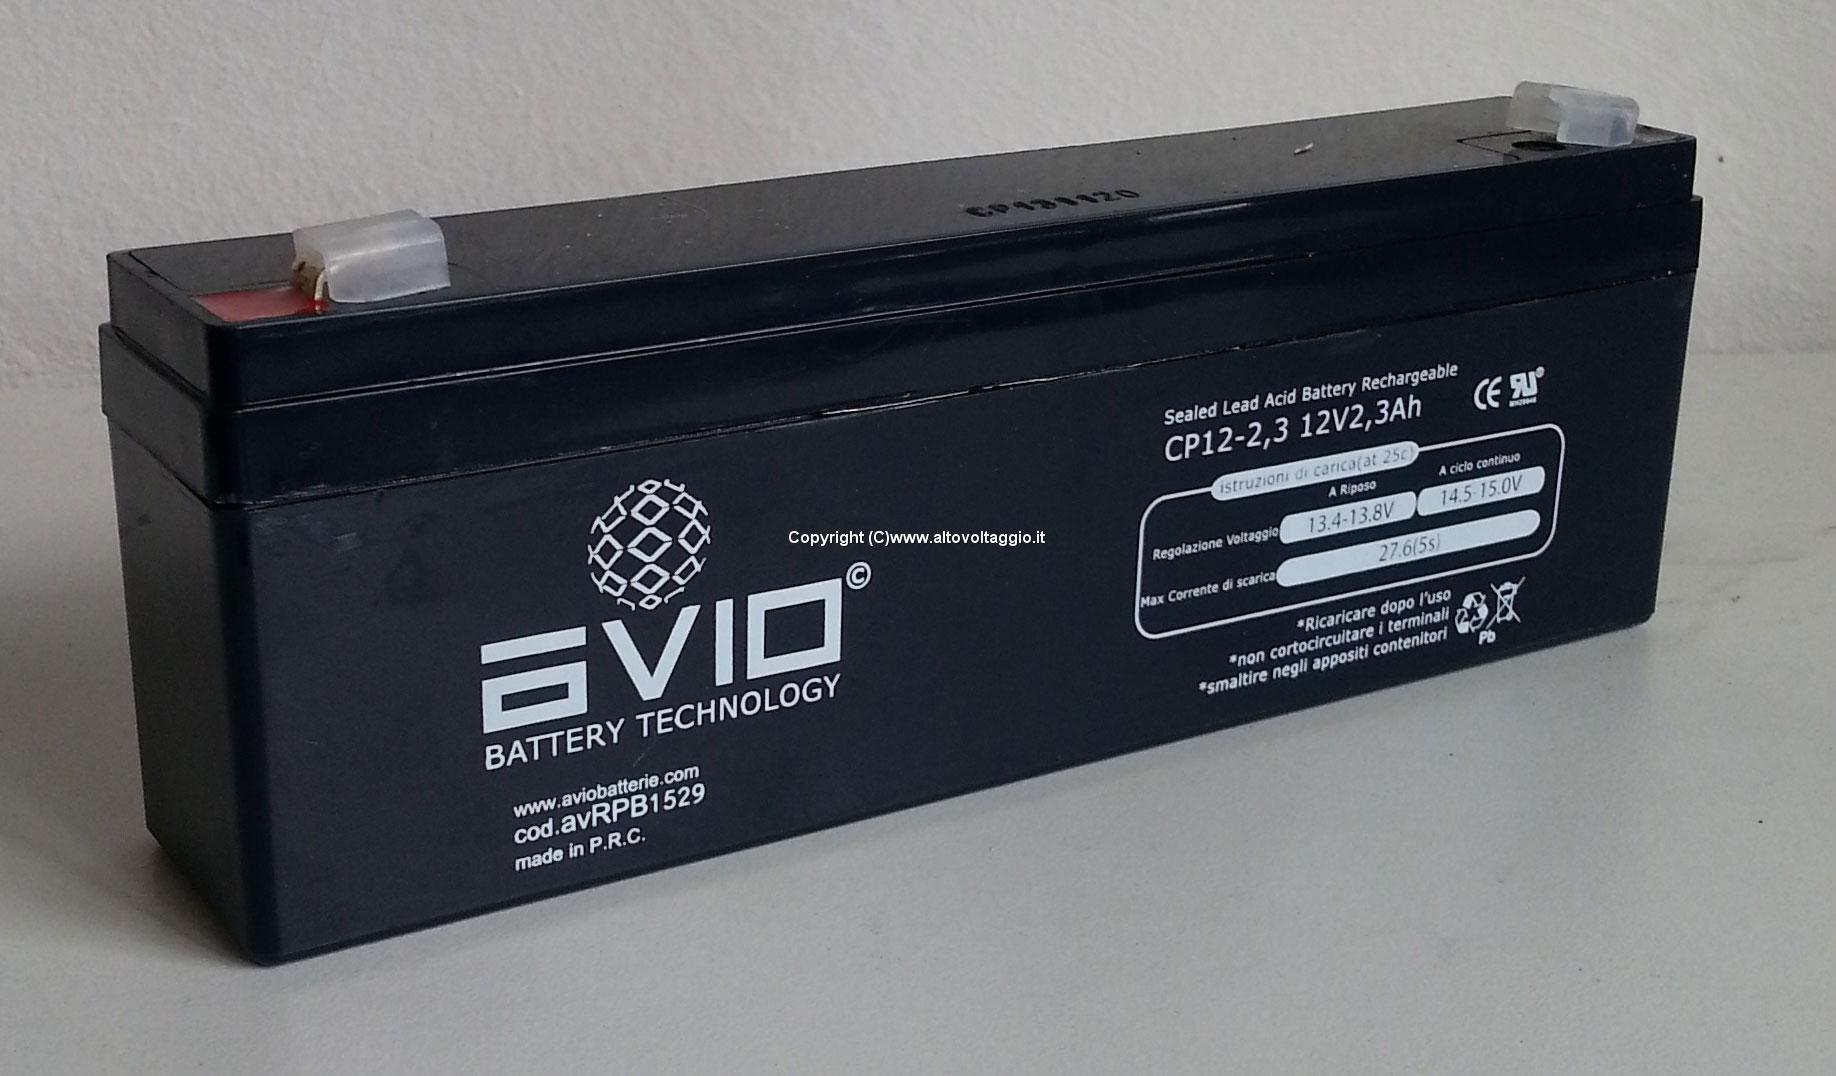 CP131120
Sealed Lead Acid Battery Rechargeable
CP12-2,3 12V2,3Ah
CE RU
istruzioni di carica(at 25c)
A Riposo
A ciclo continuo
Regolazione Voltaggio
13.4-13.8V
14.5-15.0V
Max Corrente di scarica
27.6(5s)
*Ricaricare dopo l'uso
*non cortocircuitare i terminali
*smaltire negli appositi contenitori
Pb
Copyright (C)www.altovoltaggio.it
AVIO©
BATTERY TECHNOLOGY
www.aviobatterie.com
cod.avRPB1529
made in P.R.C.